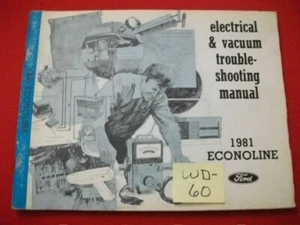 electrical
& vacuum
trouble-
shooting
manual
1981
ECONOLINE
Ford
WD-
60